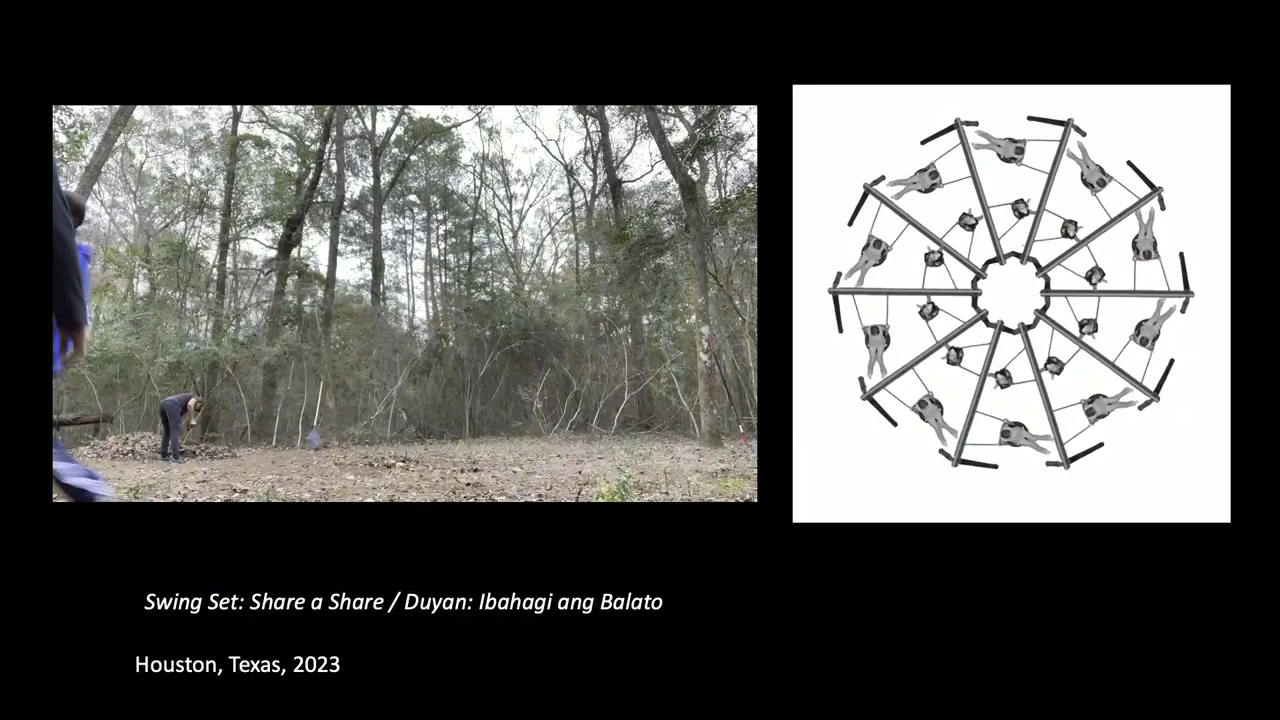 Swing Set: Share a Share / Duyan: Ibahagi ang Balato
Houston, Texas, 2023